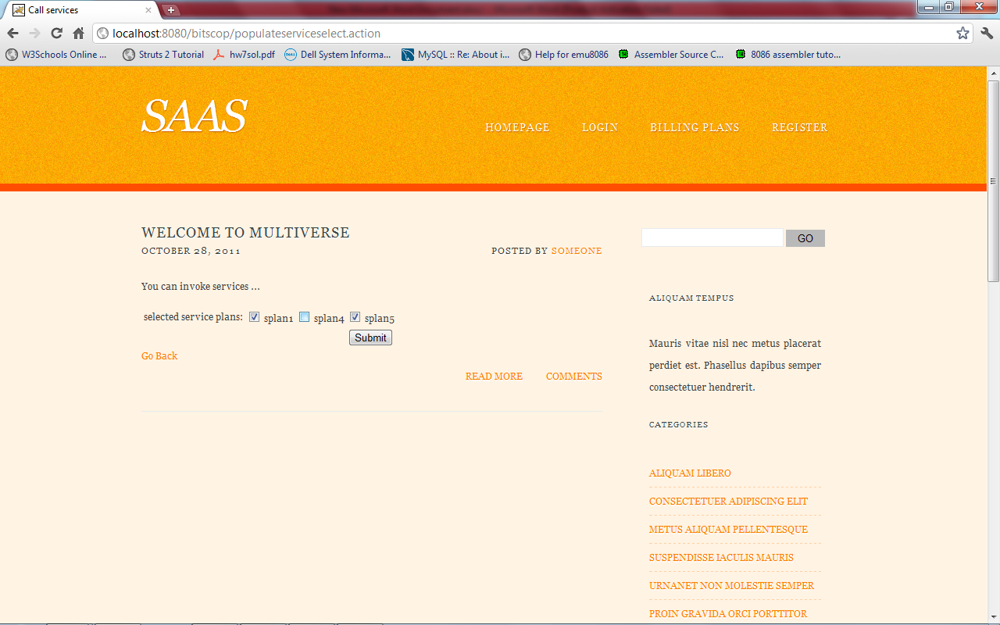 Call services
localhost:8080/bitscop/populateserviceselect.action
W3Schools Online ... Struts 2 Tutorial hw7sol.pdf Dell System Informa... MySQL :: Re: About i... Help for emu8086 Assembler Source C... 8086 assembler tuto...
SAAS
HOMEPAGE LOGIN BILLING PLANS REGISTER
WELCOME TO MULTIVERSE
OCTOBER 28, 2011 POSTED BY SOMEONE
You can invoke services ...
selected service plans: splan1 splan4 splan5
Submit
Go Back
READ MORE COMMENTS
GO
ALIQUAM TEMPUS
Mauris vitae nisl nec metus placerat
perdiet est. Phasellus dapibus semper
consectetuer hendrerit.
CATEGORIES
ALIQUAM LIBERO
CONSECTETUER ADIPISCING ELIT
METUS ALIQUAM PELLENTESQUE
SUSPENDISSE IACULIS MAURIS
URNANET NON MOLESTIE SEMPER
PROIN GRAVIDA ORCI PORTTITOR